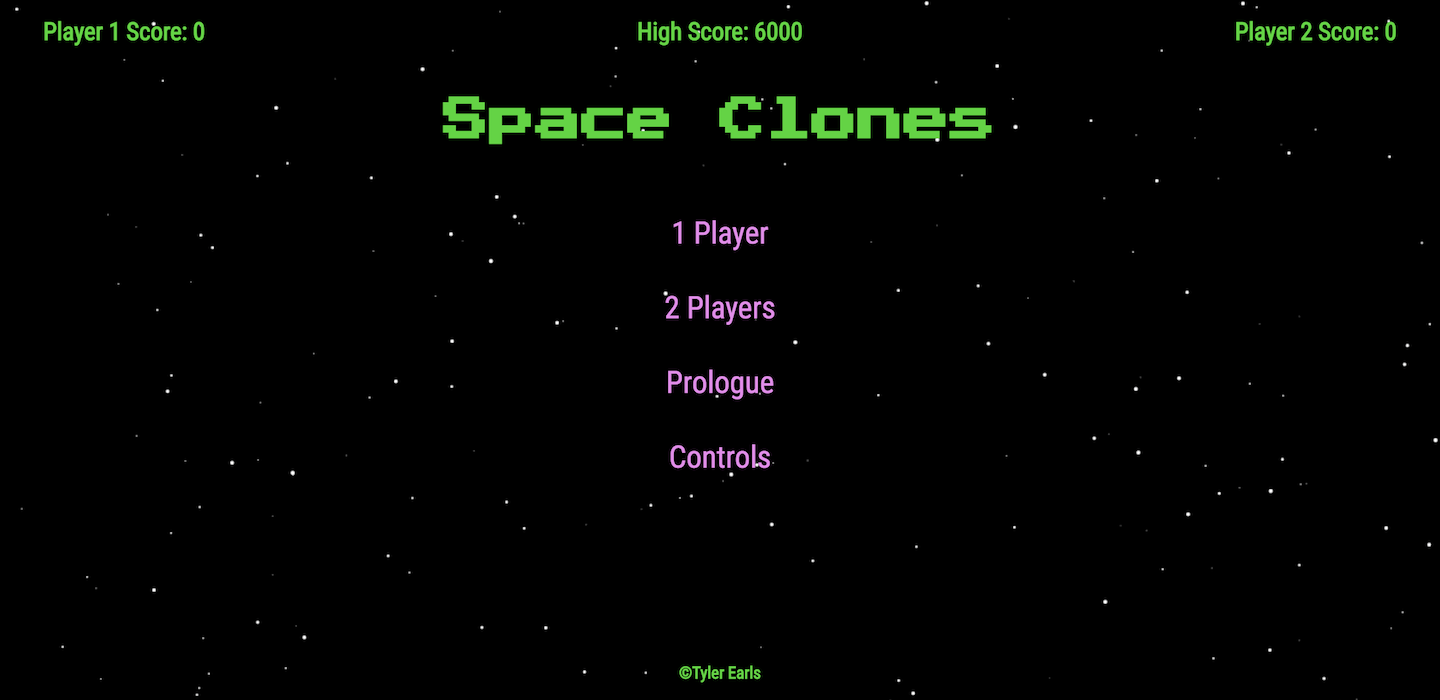 Player 1 Score: 0 High Score: 6000 Player 2 Score: 0
Space Clones
1 Player
2 Players
Prologue
Controls
©Tyler Earls